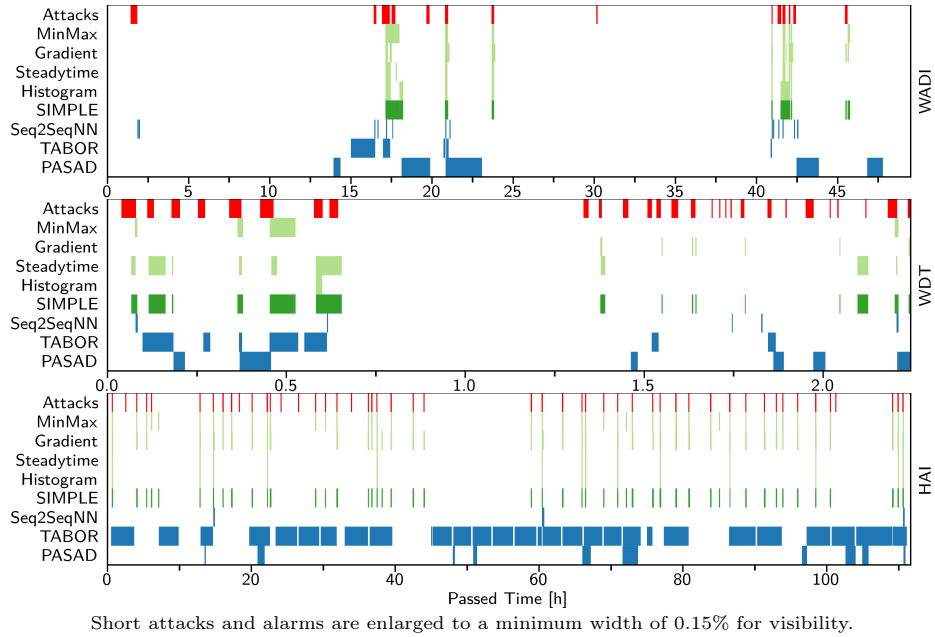 Attacks
MinMax
Gradient
Steadytime
Histogram
SIMPLE
Seq2SeqNN
TABOR
PASAD
WADI
0 5 10 15 20 25 30 35 40 45
Attacks
MinMax
Gradient
Steadytime
Histogram
SIMPLE
Seq2SeqNN
TABOR
PASAD
WDT
0.0 0.5 1.0 1.5 2.0
Attacks
MinMax
Gradient
Steadytime
Histogram
SIMPLE
Seq2SeqNN
TABOR
PASAD
HAI
0 20 40 60 80 100
Passed Time [h]
Short attacks and alarms are enlarged to a minimum width of 0.15% for visibility.